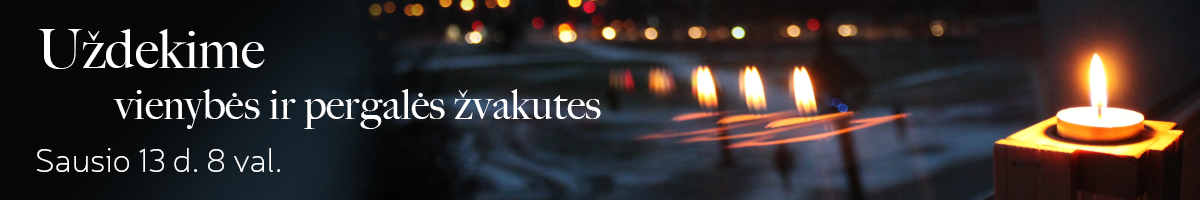 Uždekime
vienybės ir pergalės žvakutes
Sausio 13 d. 8 val.